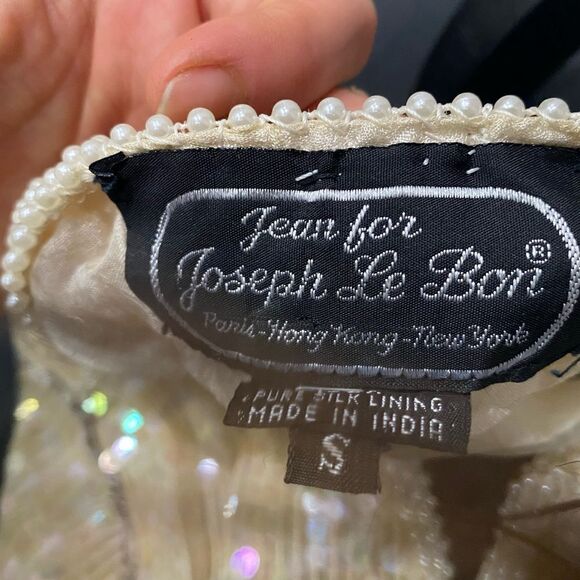 Jean for
Joseph Le Bon®
Paris-Hong Kong-New York
PURE SILK LINING
MADE IN INDIA
S